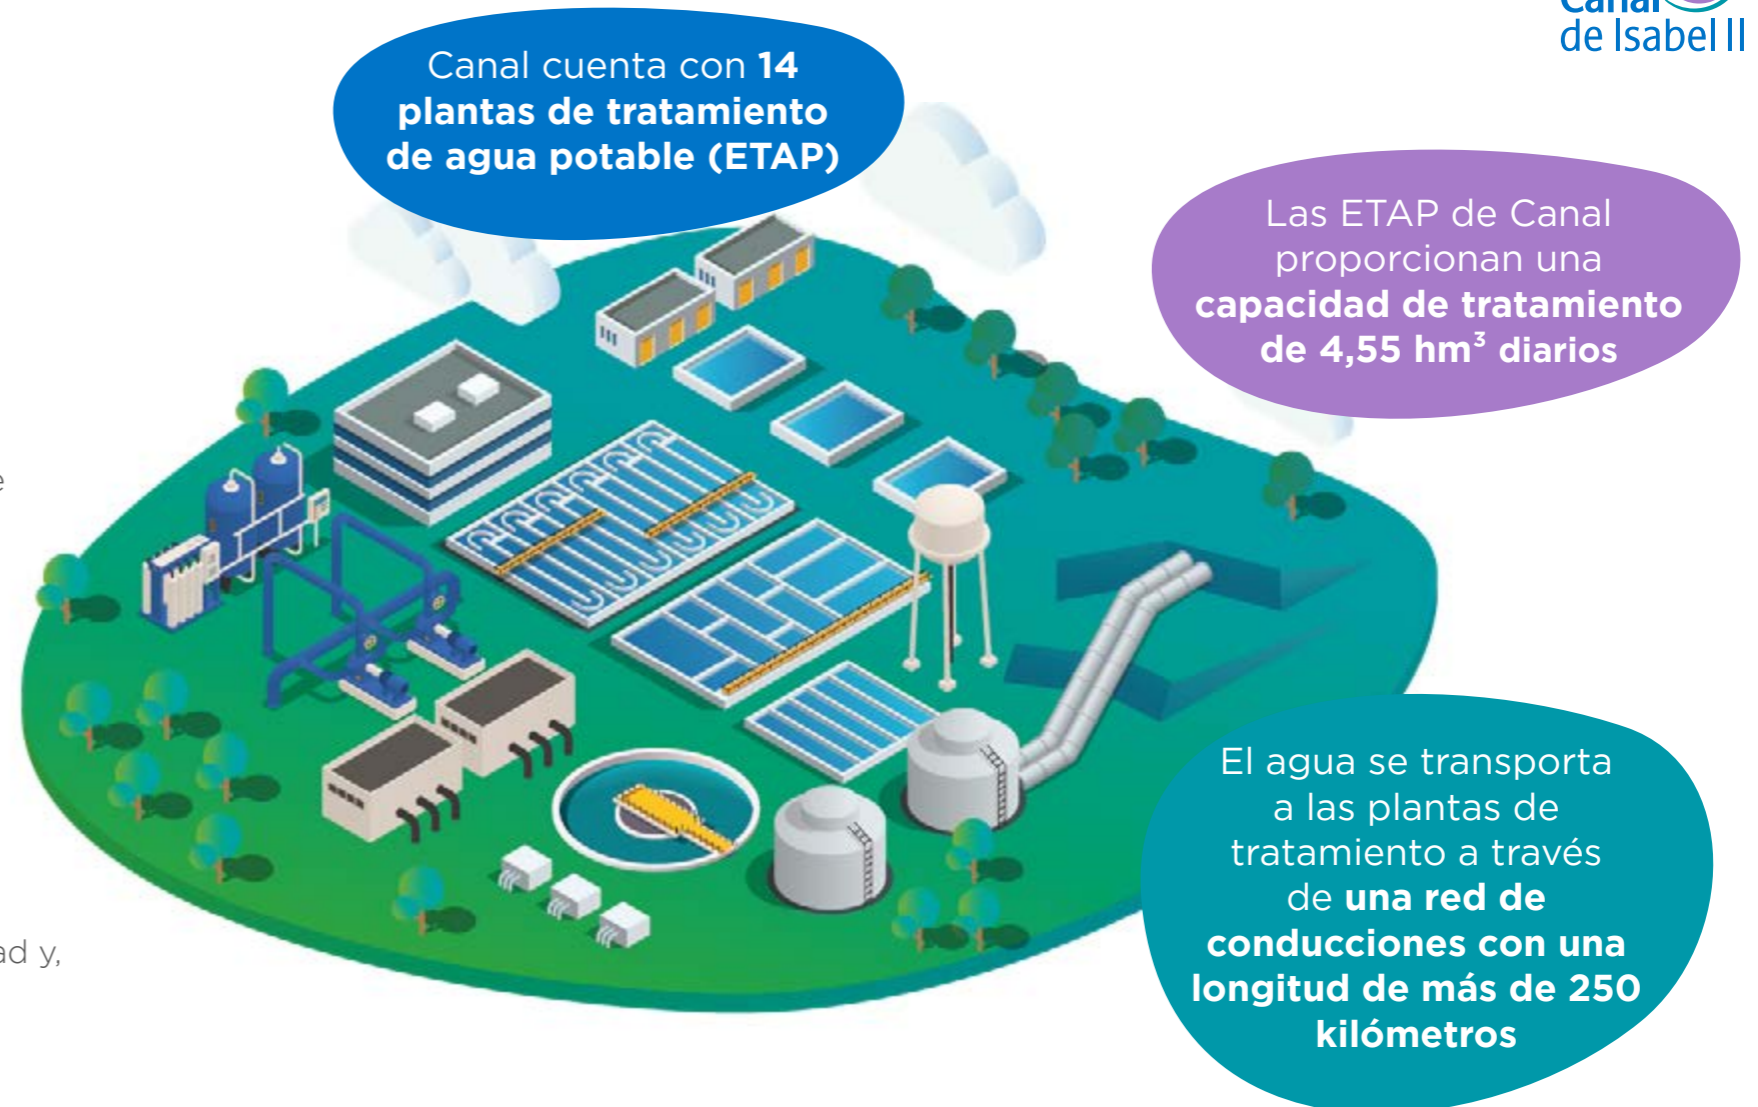 Canal
de Isabel II
Canal cuenta con 14
plantas de tratamiento
de agua potable (ETAP)
Las ETAP de Canal
proporcionan una
capacidad de tratamiento
de 4,55 hm³ diarios
e
ad y,
El agua se transporta
a las plantas de
tratamiento a través
de una red de
conducciones con una
longitud de más de 250
kilómetros